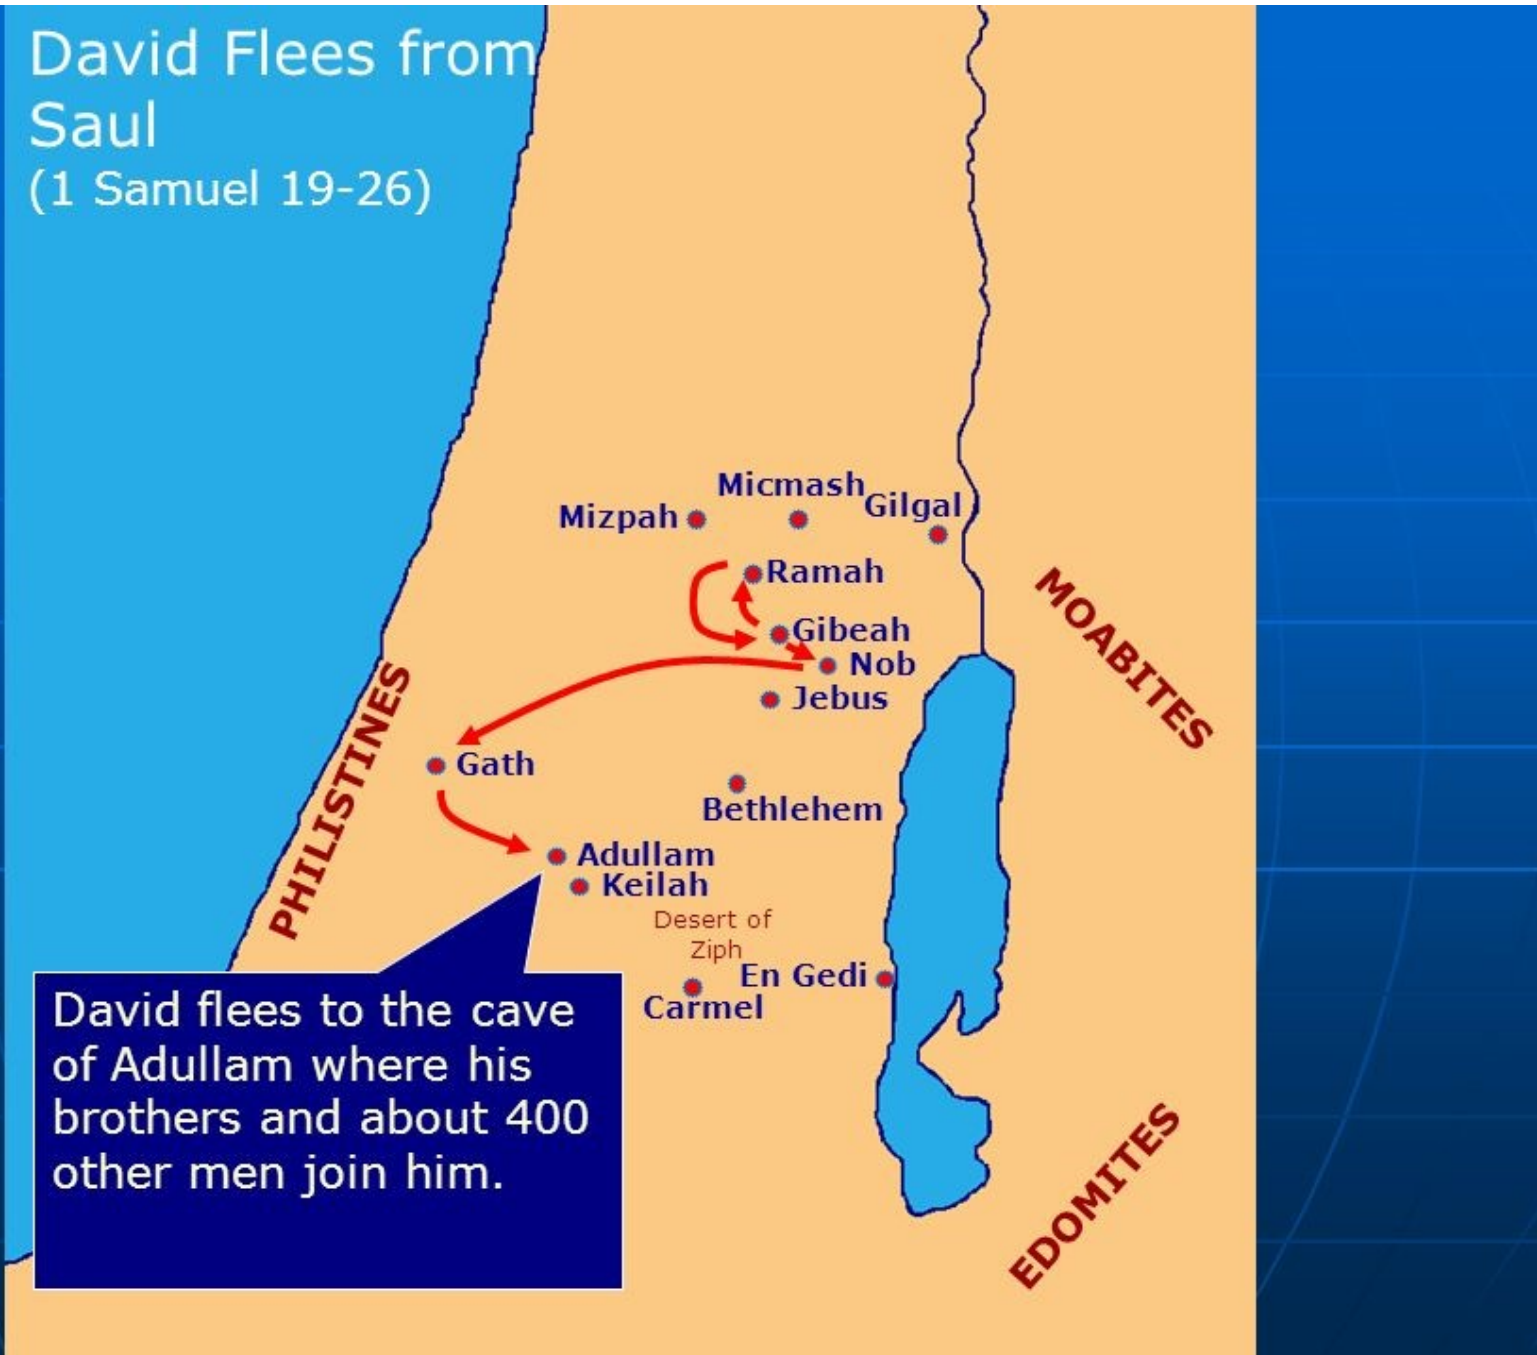 David Flees from
Saul
(1 Samuel 19-26)
Micmash
Gilgal
Mizpah
Ramah
MOABITES
Gibeah
Nob
Jebus
PHILISTINES
Gath
Bethlehem
Adullam
Keilah
Desert of
Ziph
En Gedi
Carmel
David flees to the cave
of Adullam where his
brothers and about 400
other men join him.
EDOMITES